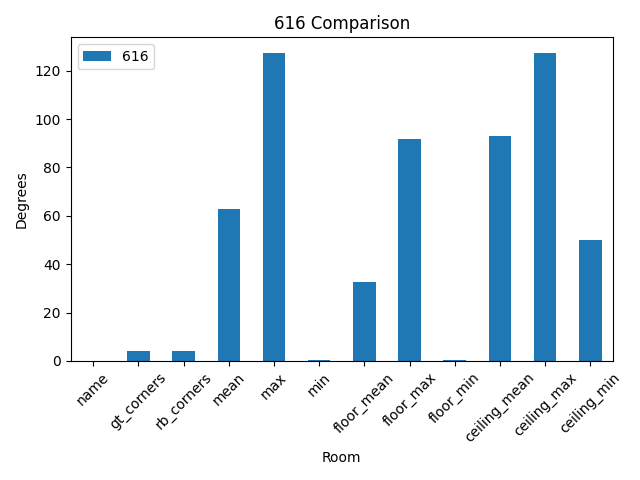 616 Comparison
616
Degrees
120
100
80
60
40
20
0
name
gt_corners
rb_corners
mean
max
min
floor_mean
floor_max
floor_min
ceiling_mean
ceiling_max
ceiling_min
Room